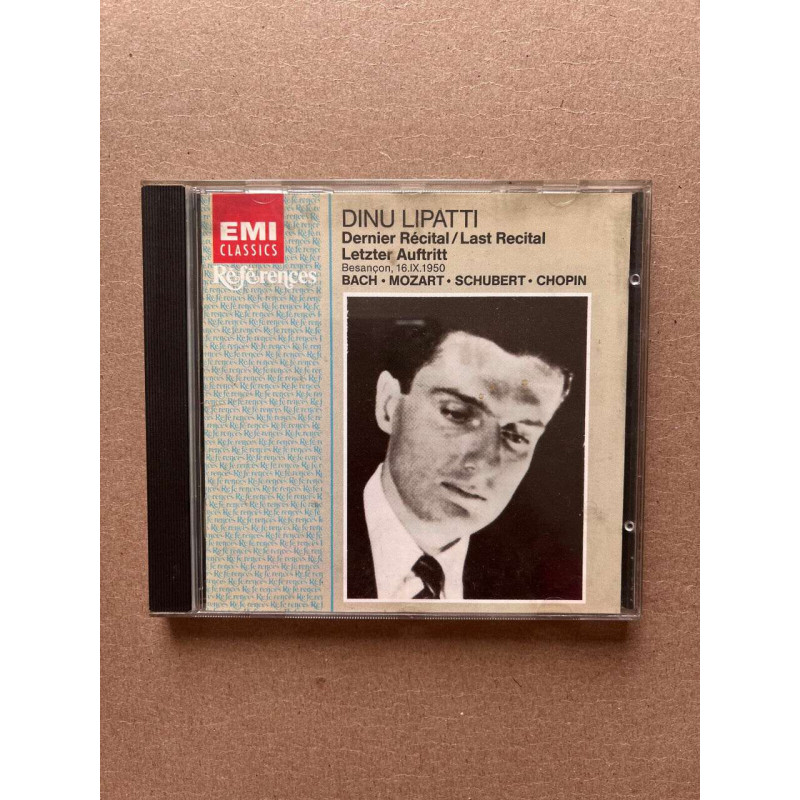 EMI
CLASSICS
Références
DINU LIPATTI
Dernier Récital/Last Recital
Letzter Auftritt
Besançon, 16.IX.1950
BACH • MOZART • SCHUBERT • CHOPIN